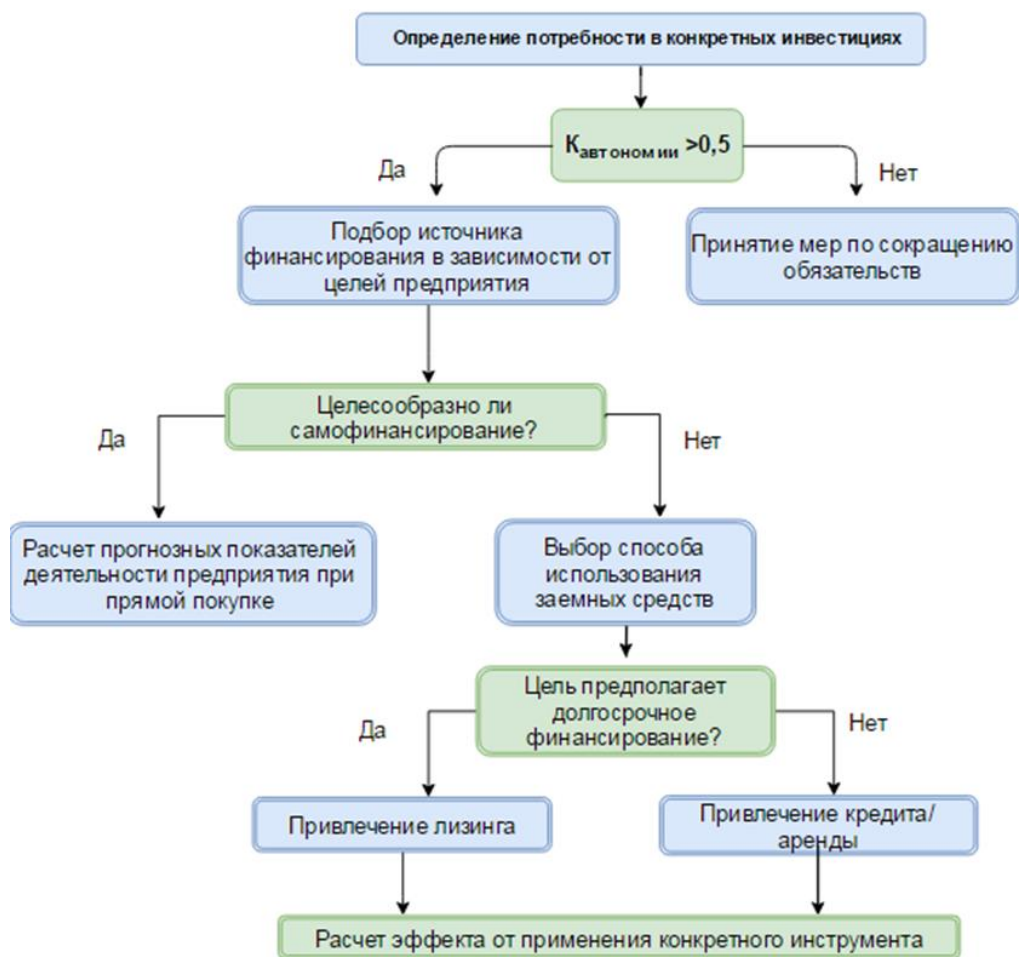 Определение потребности в конкретных инвестициях
Kавтономии >0,5
Да
Нет
Подбор источника
финансирования в зависимости от
целей предприятия
Принятие мер по сокращению
обязательств
Целесообразно ли
самофинансирование?
Да
Нет
Расчет прогнозных показателей
деятельности предприятия при
прямой покупке
Выбор способа
использования
заемных средств
Цель предполагает
долгосрочное
финансирование?
Да
Нет
Привлечение лизинга
Привлечение кредита/
аренды
Расчет эффекта от применения конкретного инструмента